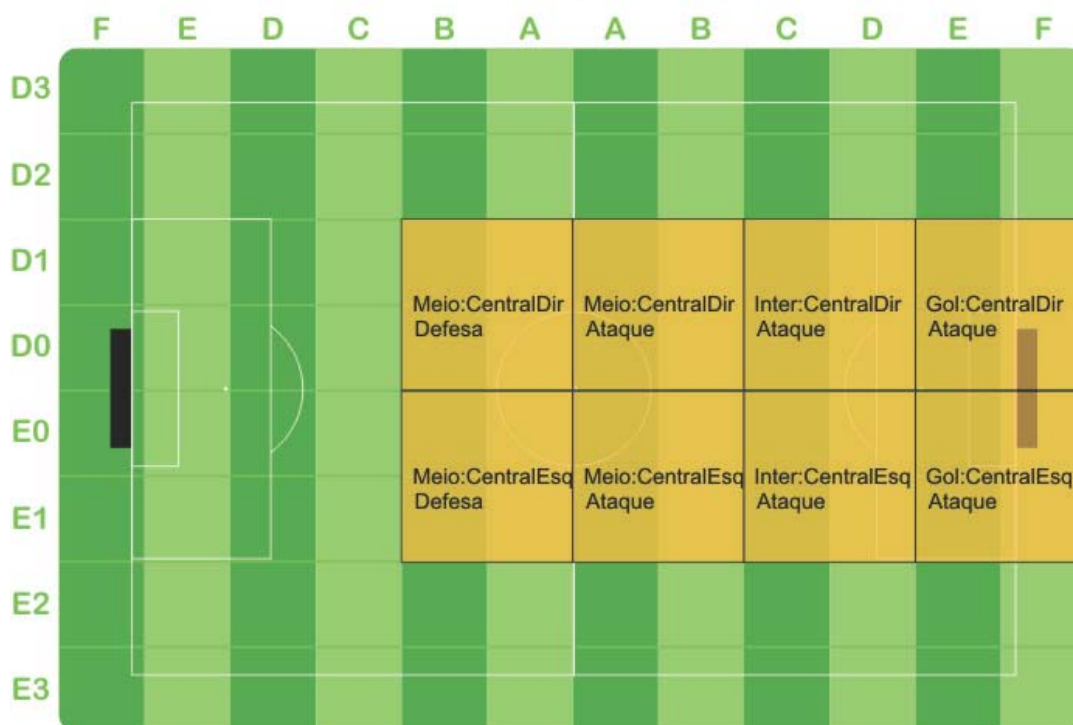 F E D C B A A B C D E F
D3
D2
D1
Meio:CentralDir Meio:CentralDir Inter:CentralDir Gol:CentralDir
Defesa Ataque Ataque Ataque
D0
E0
Meio:CentralEsq Meio:CentralEsq Inter:CentralEsq Gol:CentralEsq
Defesa Ataque Ataque Ataque
E1
E2
E3